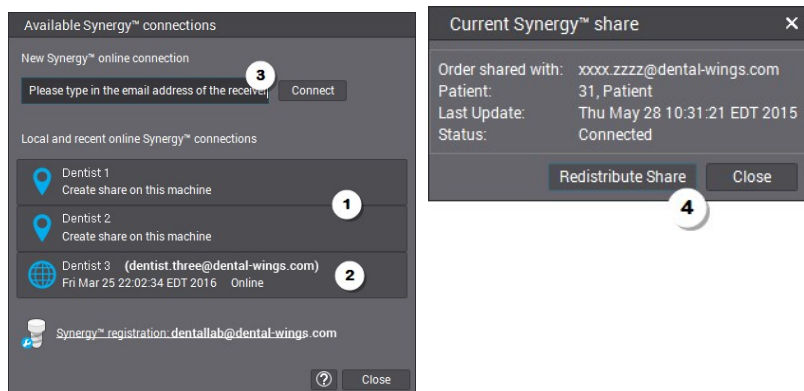 Available Synergy™ connections
New Synergy™ online connection
3
Please type in the email address of the receiver
Connect
Local and recent online Synergy™ connections
Dentist 1
Create share on this machine
1
Dentist 2
Create share on this machine
Dentist 3 (dentist.three@dental-wings.com)
Fri Mar 25 22:02:34 EDT 2016 Online
2
Synergy™ registration: dentallab@dental-wings.com
? Close
Current Synergy™ share
Order shared with: xxxx.zzzz@dental-wings.com
Patient: 31, Patient
Last Update: Thu May 28 10:31:21 EDT 2015
Status: Connected
Redistribute Share Close
4